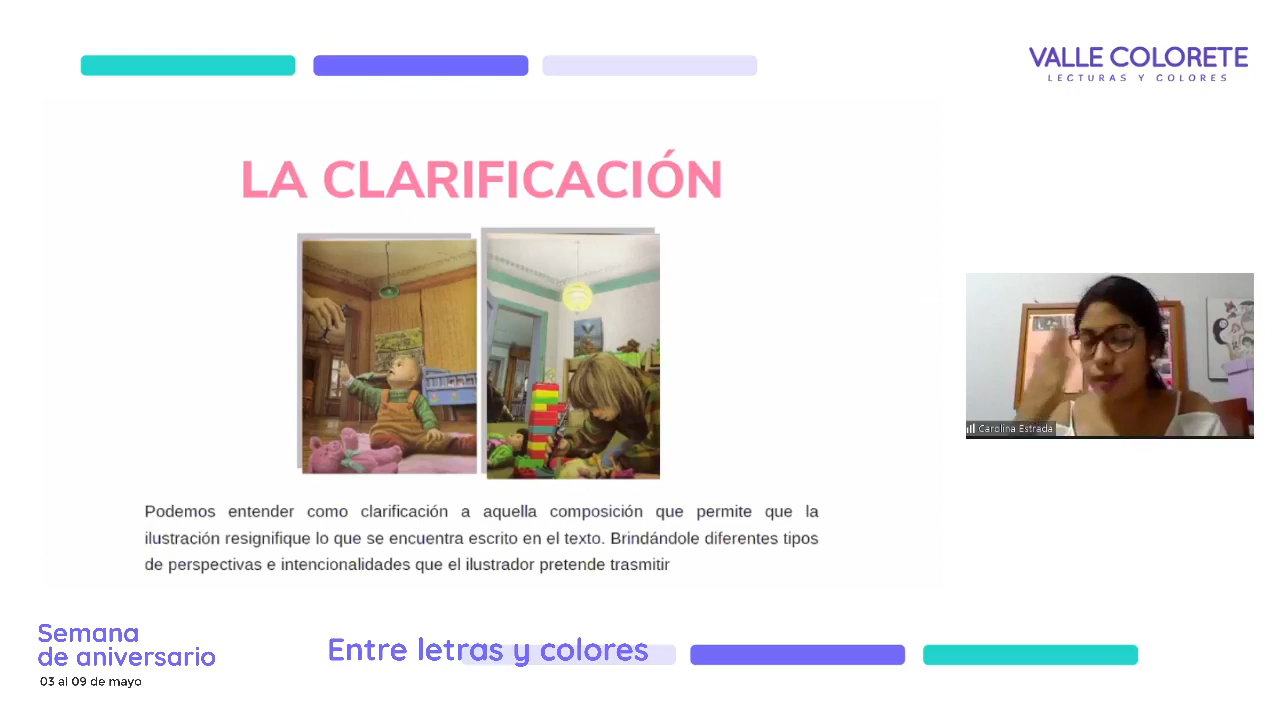 VALLE COLORETE
LECTURAS Y COLORES
LA CLARIFICACIÓN
Carolina Estrada
Podemos entender como clarificación a aquella composición que permite que la
ilustración resignifique lo que se encuentra escrito en el texto. Brindándole diferentes tipos
de perspectivas e intencionalidades que el ilustrador pretende trasmitir
Semana
de aniversario
03 al 09 de mayo
Entre letras y colores